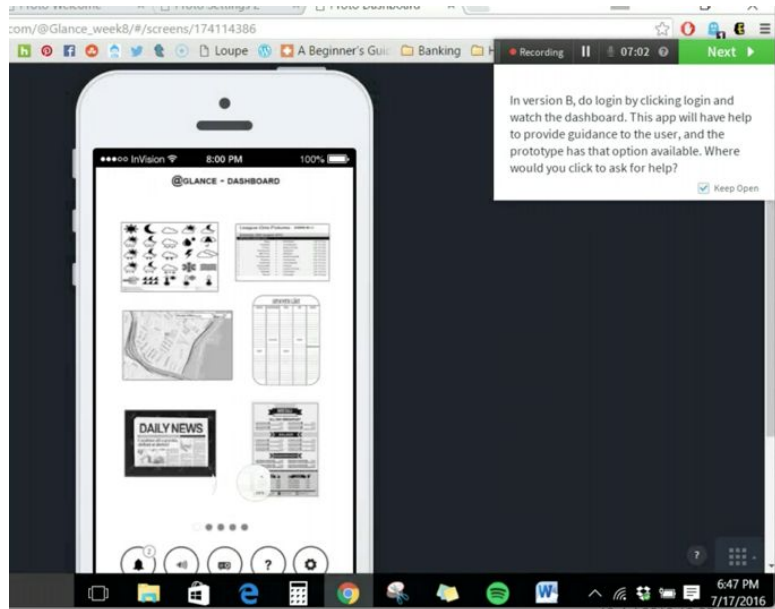 com/@Glance_week8/#/screens/174114386
Loupe
A Beginner's Gui
Banking
H
Recording
07:02
Next
In version B, do login by clicking login and
watch the dashboard. This app will have help
to provide guidance to the user, and the
prototype has that option available. Where
would you click to ask for help?
Keep Open
InVision
8:00 PM
100%
@GLANCE - DASHBOARD
DAILY NEWS
MENU
2
?
?
6:47 PM
7/17/2016